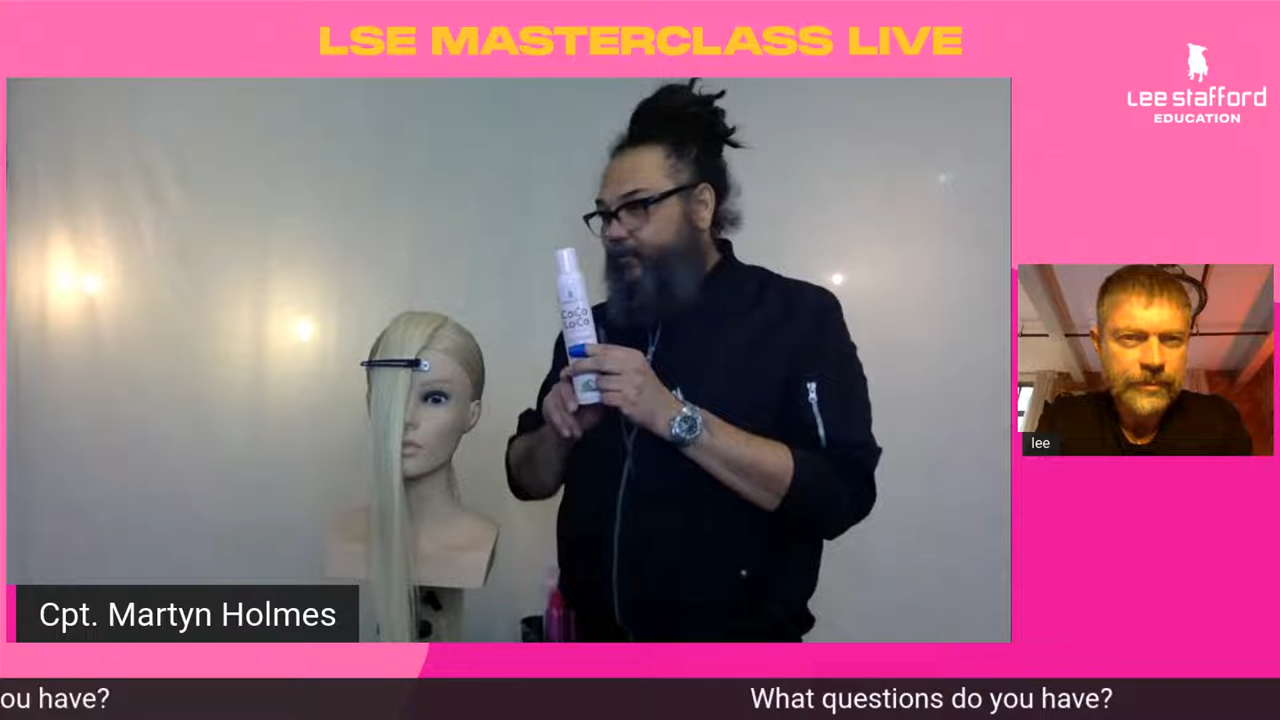 LSE MASTERCLASS LIVE
Lee stafford
EDUCATION
CoCo
LoCo
lee
Cpt. Martyn Holmes
ou have?
What questions do you have?